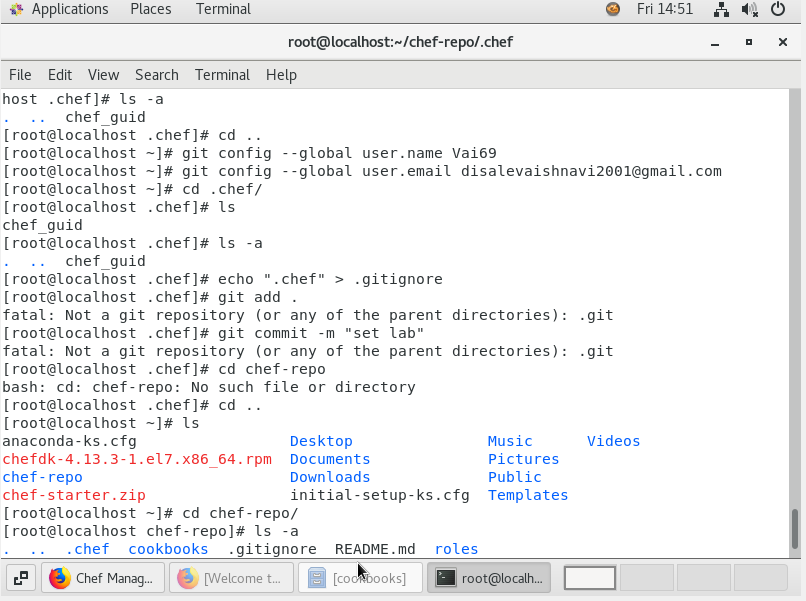 Applications Places Terminal Fri 14:51
root@localhost:~/chef-repo/.chef
File Edit View Search Terminal Help
host .chef]# ls -a
. .. chef_guid
[root@localhost .chef]# cd ..
[root@localhost ~]# git config --global user.name Vai69
[root@localhost ~]# git config --global user.email disalevaishnavi2001@gmail.com
[root@localhost ~]# cd .chef/
[root@localhost .chef]# ls
chef_guid
[root@localhost .chef]# ls -a
. .. chef_guid
[root@localhost .chef]# echo ".chef" > .gitignore
[root@localhost .chef]# git add .
fatal: Not a git repository (or any of the parent directories): .git
[root@localhost .chef]# git commit -m "set lab"
fatal: Not a git repository (or any of the parent directories): .git
[root@localhost .chef]# cd chef-repo
bash: cd: chef-repo: No such file or directory
[root@localhost .chef]# cd ..
[root@localhost ~]# ls
anaconda-ks.cfg Desktop Music Videos
chefdk-4.13.3-1.el7.x86_64.rpm Documents Pictures
chef-repo Downloads Public
chef-starter.zip initial-setup-ks.cfg Templates
[root@localhost ~]# cd chef-repo/
[root@localhost chef-repo]# ls -a
. .. .chef cookbooks .gitignore README.md roles
Chef Manag... [Welcome t... [cookbooks] root@localh...